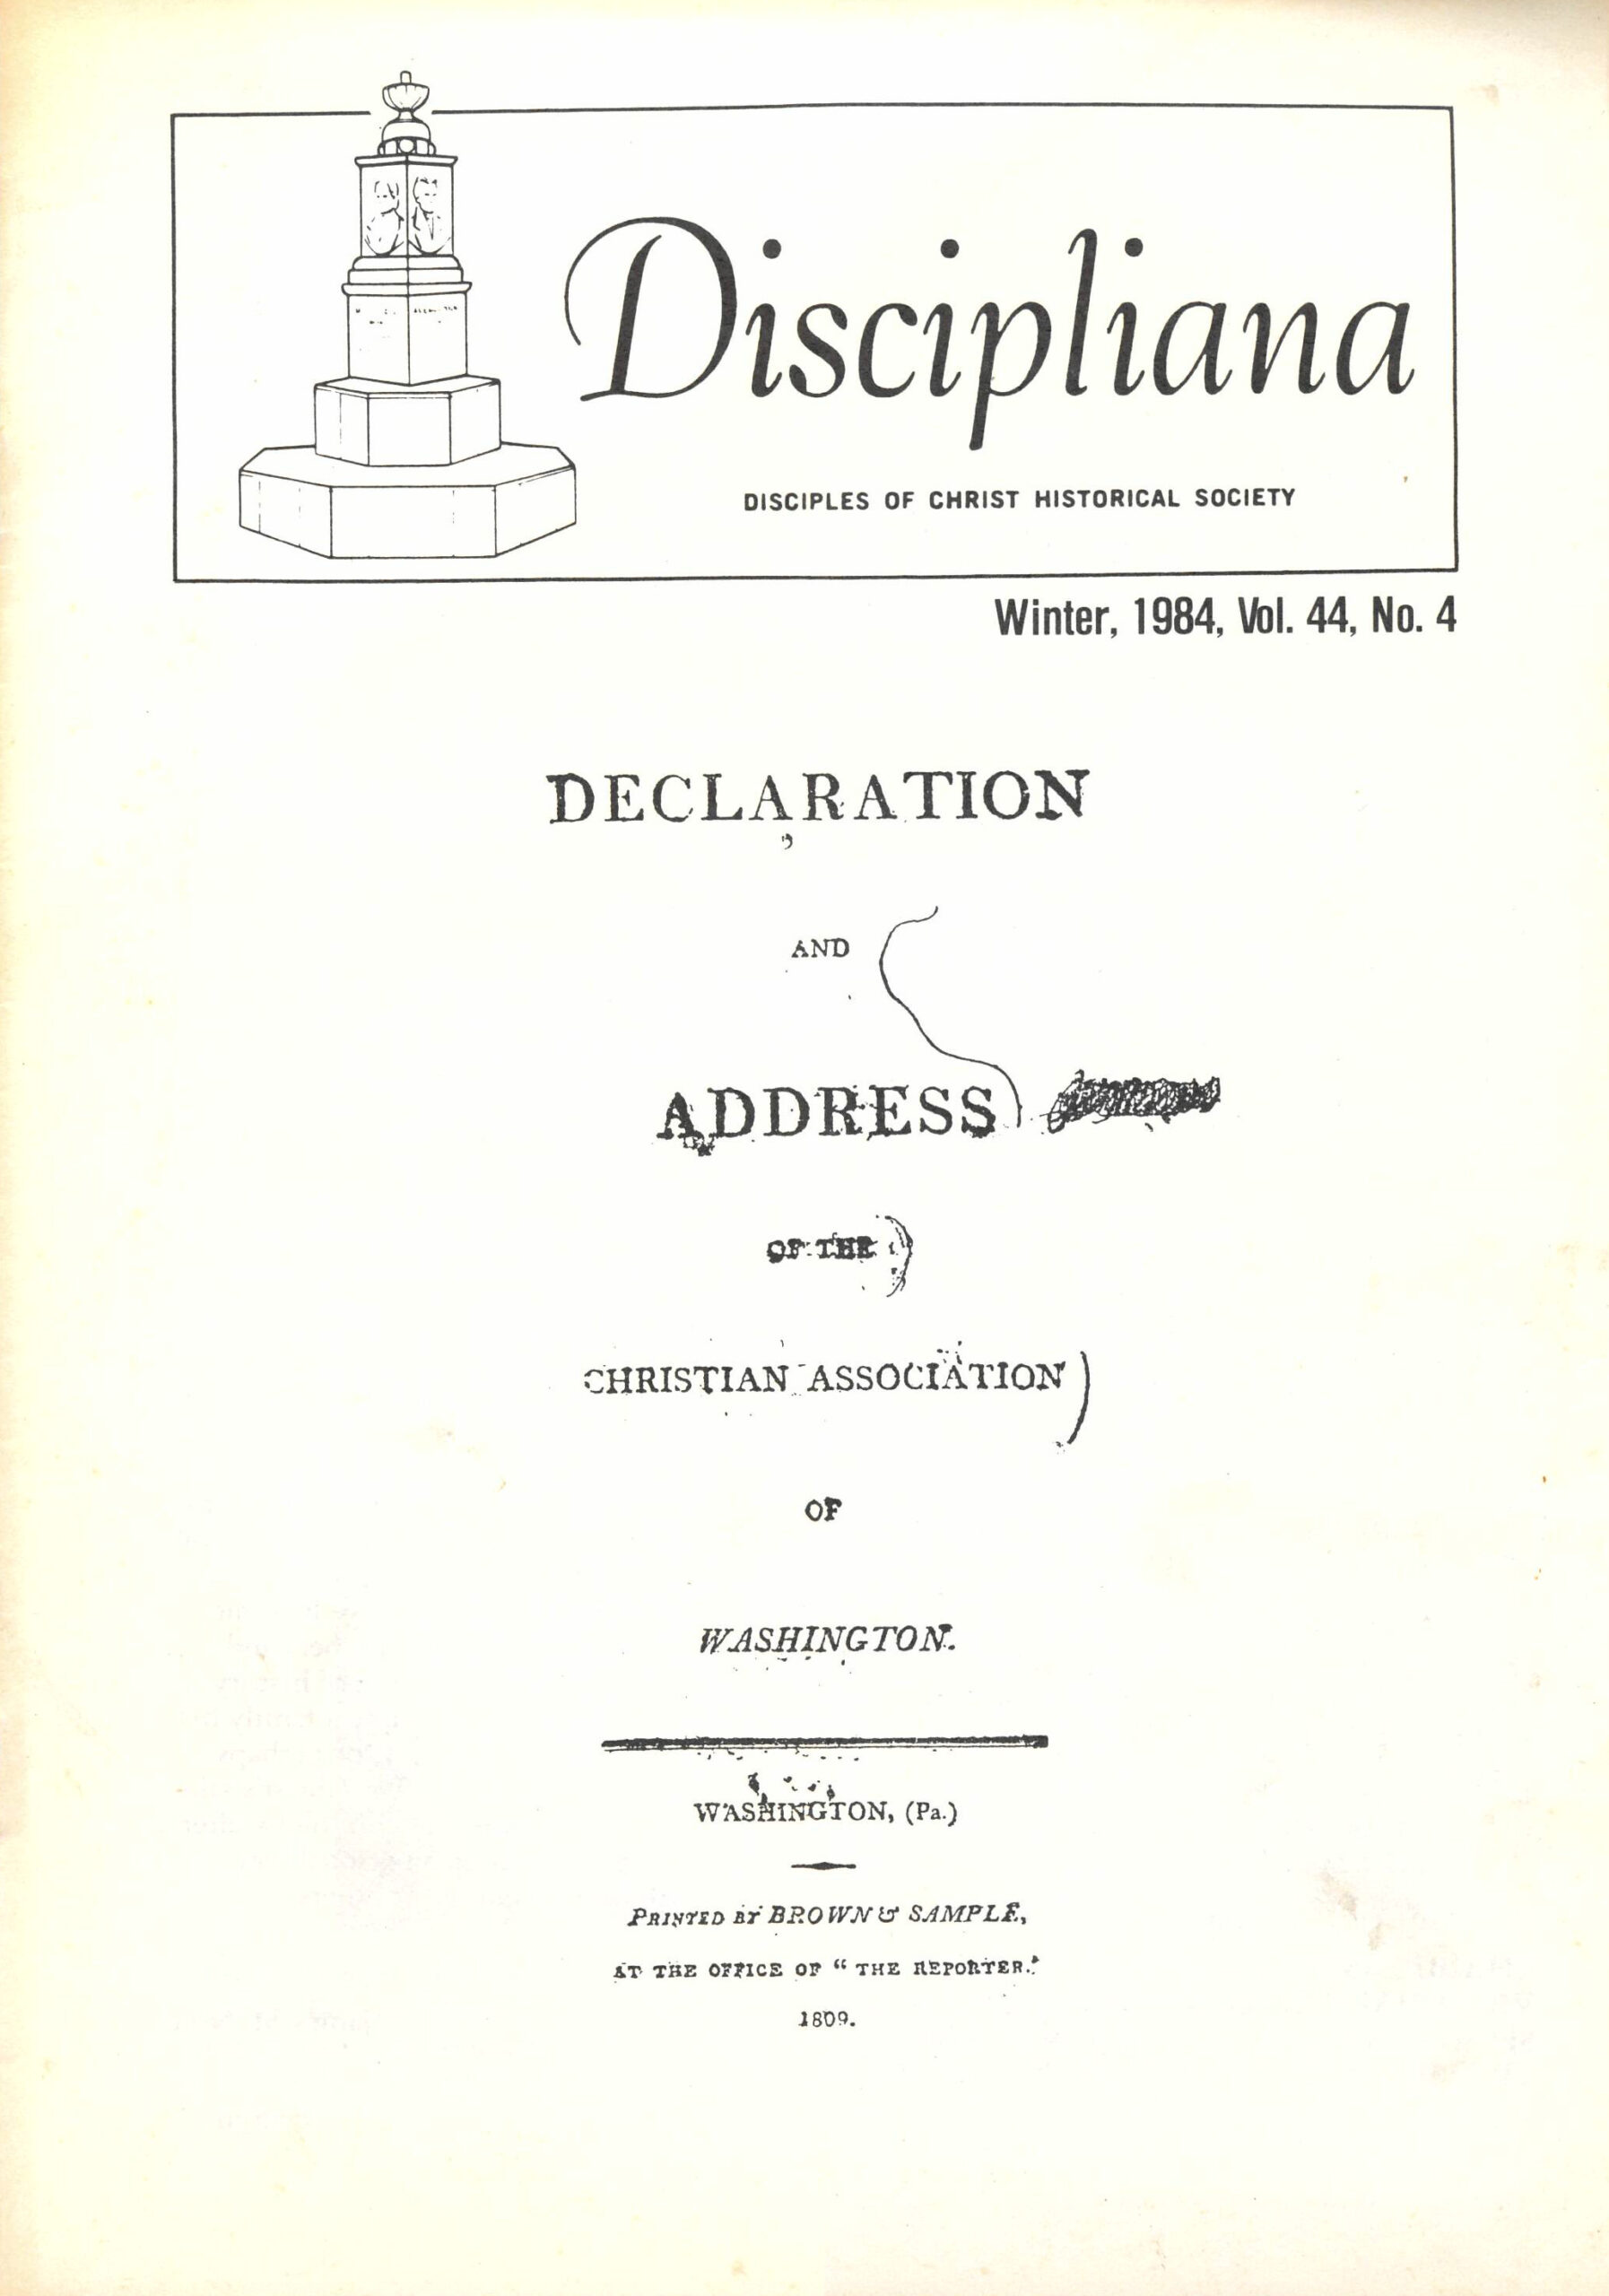 Discipliana
DISCIPLES OF CHRIST HISTORICAL SOCIETY
Winter, 1984, Vol. 44, No. 4
DECLARATION
AND
ADDRESS
OF THE
CHRISTIAN ASSOCIATION
OF
WASHINGTON.
WASHINGTON, (Pa.)
PRINTED BY BROWN & SAMPLE,
AT THE OFFICE OF "THE REPORTER."
1809.